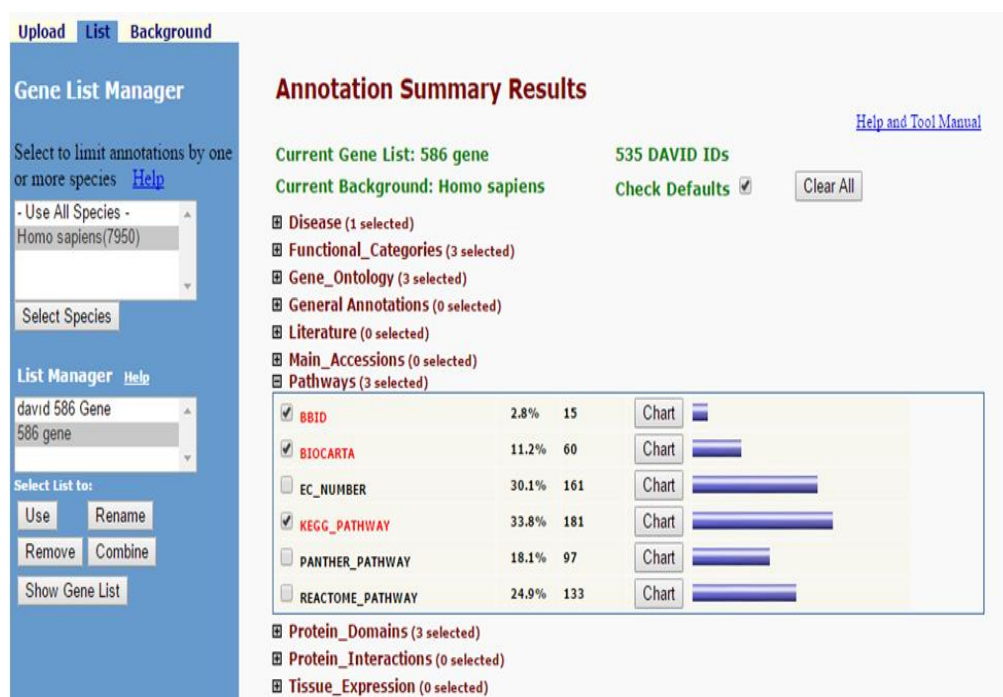 Upload List Background
Gene List Manager
Select to limit annotations by one
or more species Help
- Use All Species -
Homo sapiens(7950)
Select Species
List Manager Help
david 586 Gene
586 gene
Select List to:
Use Rename
Remove Combine
Show Gene List
Annotation Summary Results
Help and Tool Manual
Current Gene List: 586 gene 535 DAVID IDs
Current Background: Homo sapiens Check Defaults Clear All
Disease (1 selected)
Functional_Categories (3 selected)
Gene_Ontology (3 selected)
General Annotations (0 selected)
Literature (0 selected)
Main_Accessions (0 selected)
Pathways (3 selected)
BBID 2.8% 15 Chart
BIOCARTA 11.2% 60 Chart
EC_NUMBER 30.1% 161 Chart
KEGG_PATHWAY 33.8% 181 Chart
PANTHER_PATHWAY 18.1% 97 Chart
REACTOME_PATHWAY 24.9% 133 Chart
Protein_Domains (3 selected)
Protein_Interactions (0 selected)
Tissue_Expression (0 selected)